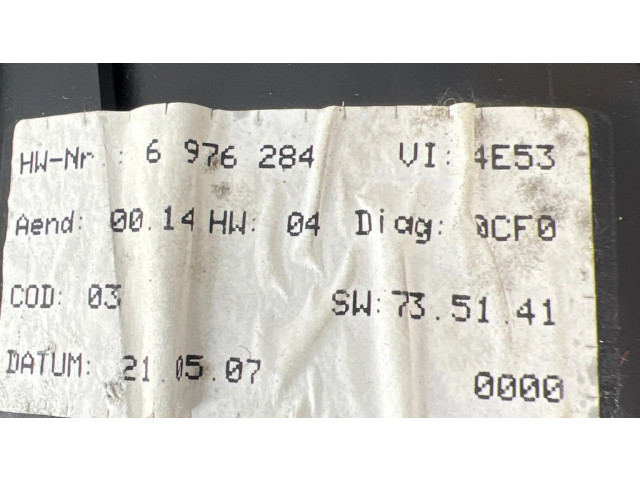 HW-Nr.: 6 976 284 VI: 4E53
Aend: 00.14 HW: 04 Diag: 0CF0
COD: 03 SW: 73.51.41
DATUM: 21.05.07 0000